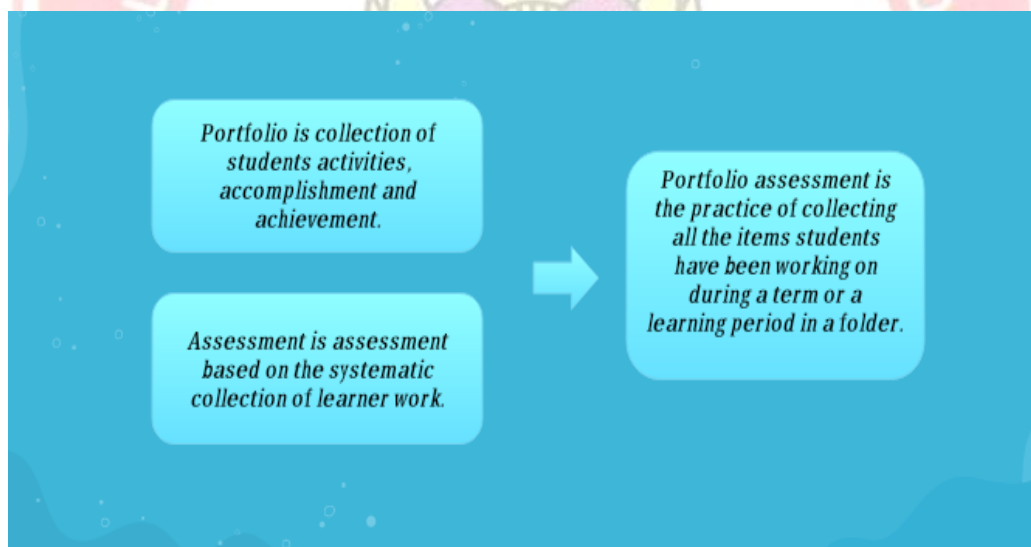 Portfolio is collection of
students activities,
accomplishment and
achievement.
Assessment is assessment
based on the systematic
collection of learner work.
Portfolio assessment is
the practice of collecting
all the items students
have been working on
during a term or a
learning period in a folder.